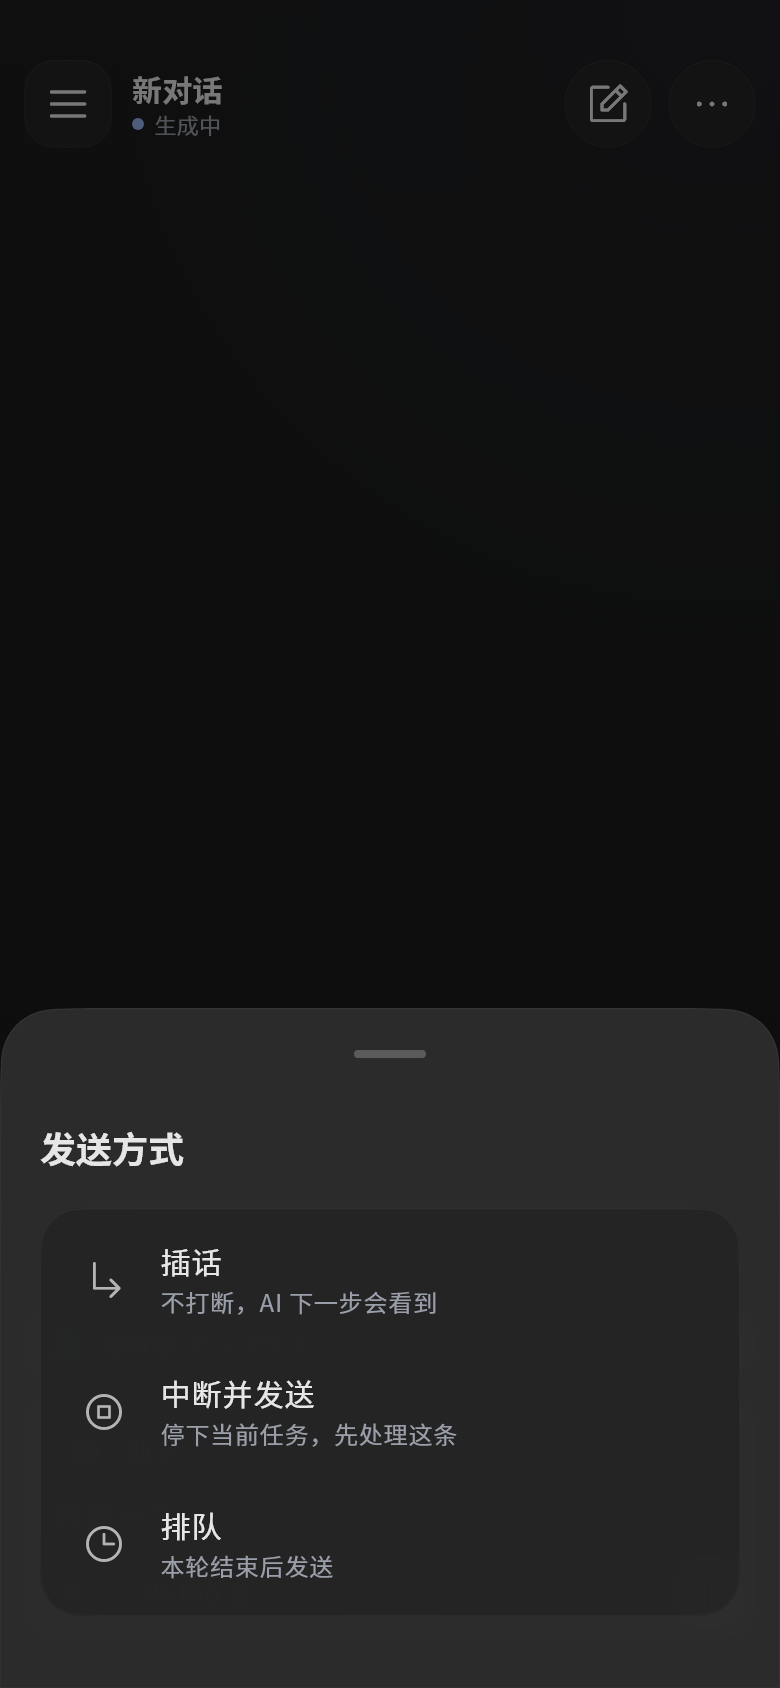 新对话
生成中
发送方式
插话
不打断，AI 下一步会看到
中断并发送
停下当前任务，先处理这条
排队
本轮结束后发送